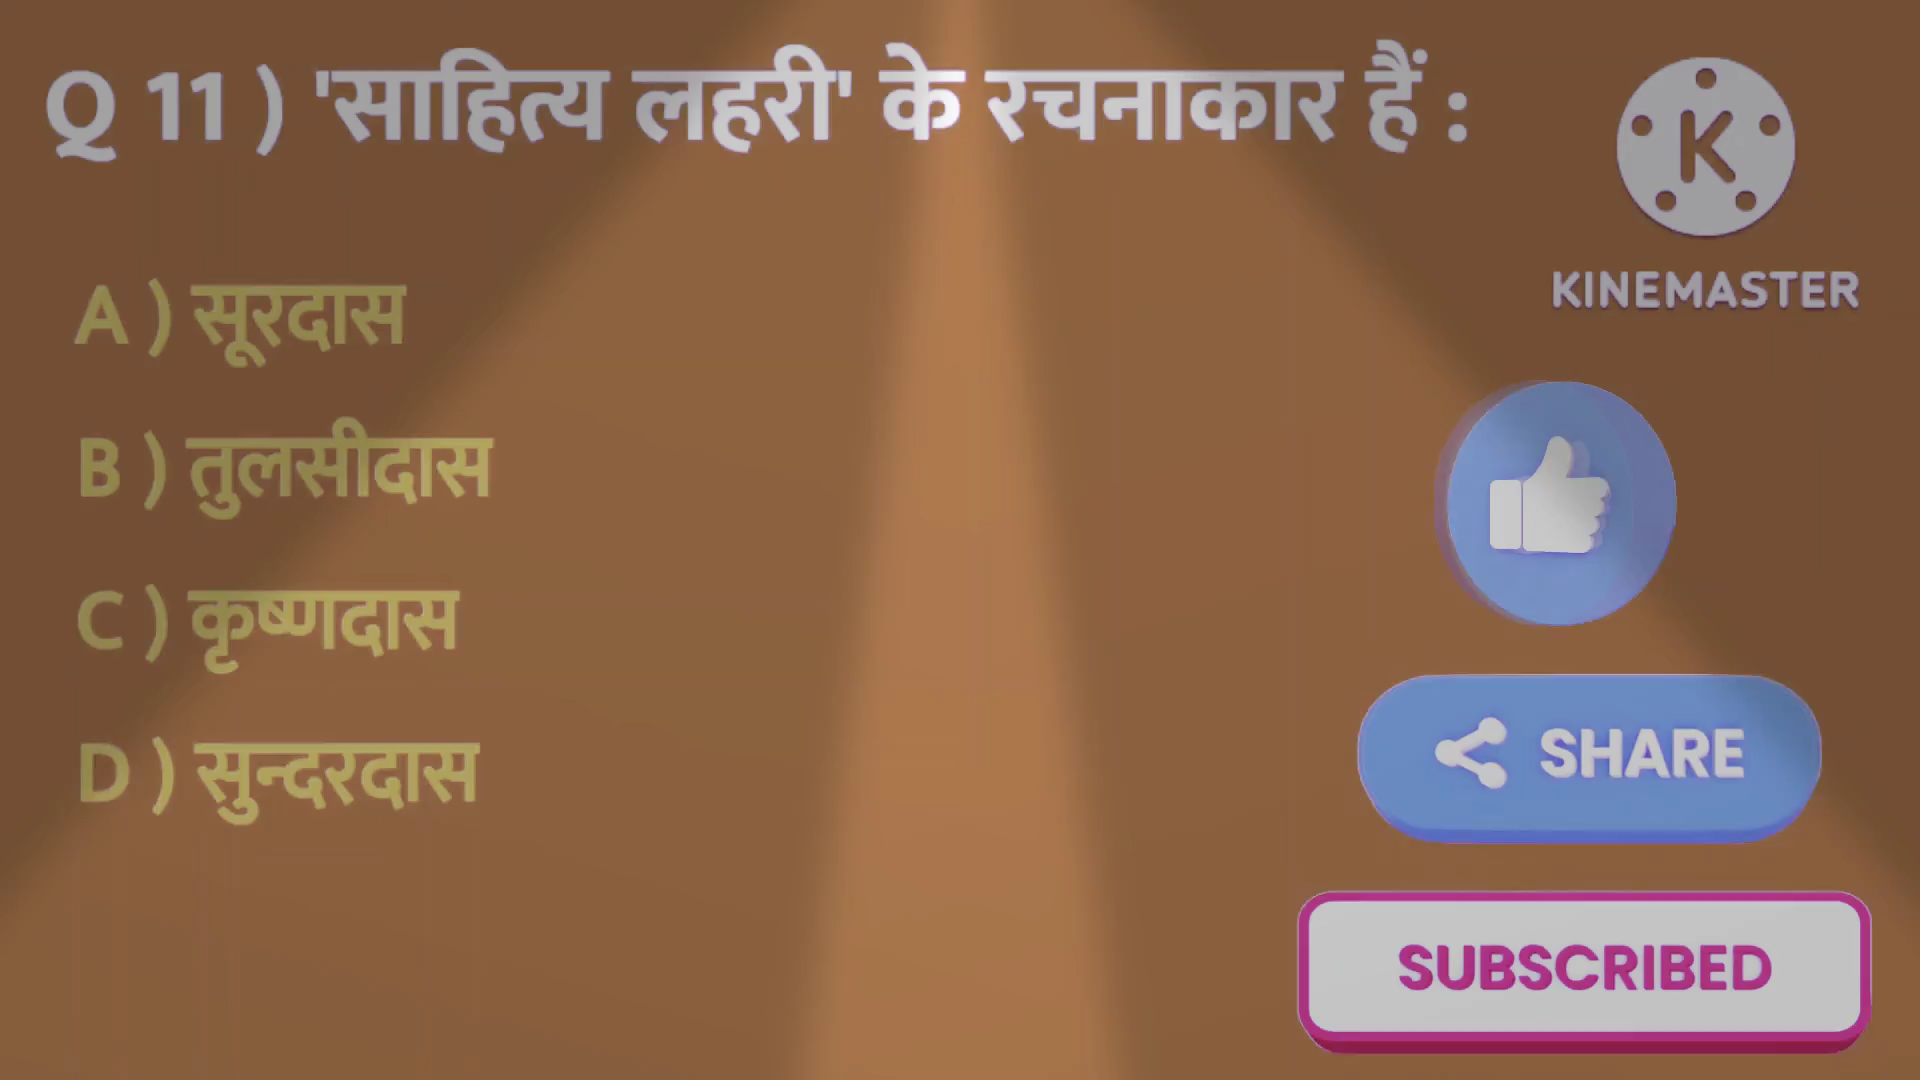 Q 11 ) 'साहित्य लहरी' के रचनाकार हैं :
A ) सूरदास
B ) तुलसीदास
C ) कृष्णदास
D ) सुन्दरदास
K
KINEMASTER
SHARE
SUBSCRIBED